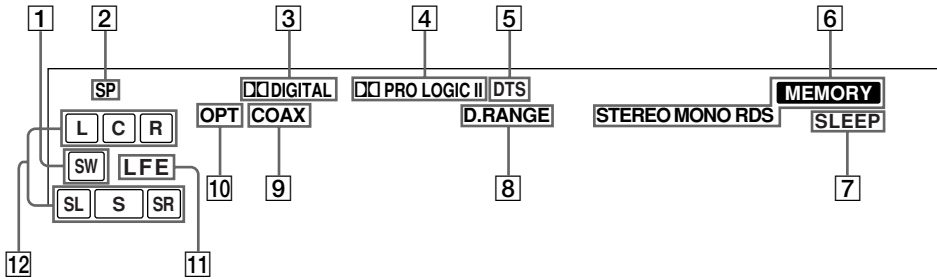 1 2 3 4 5 6
SP DIGITAL PRO LOGIC II DTS MEMORY
OPT COAX D.RANGE STEREO MONO RDS SLEEP
L C R
SW LFE
10 9 8 7
SL S SR
12 11